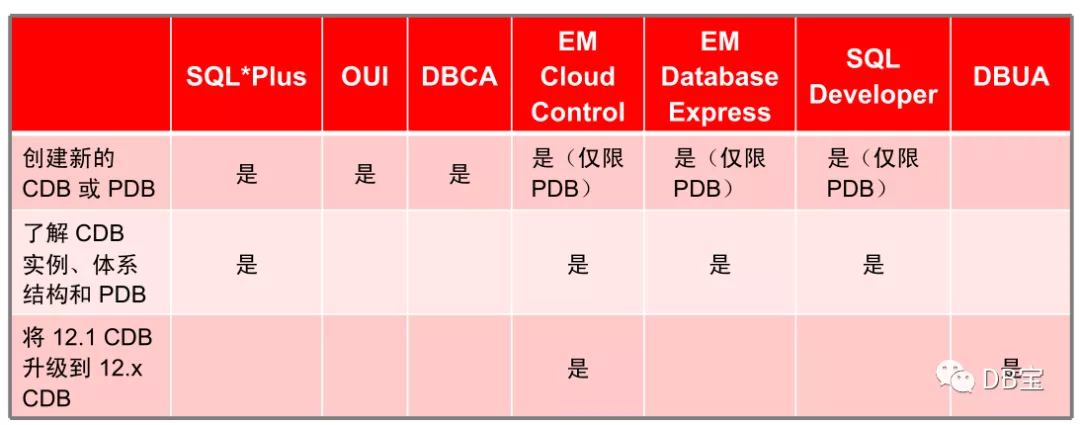 SQL*Plus
OUI
DBCA
EM
Cloud
Control
EM
Database
Express
SQL
Developer
DBUA
创建新的
CDB 或 PDB
是
是
是
是（仅限
PDB）
是（仅限
PDB）
是（仅限
PDB）
了解 CDB
实例、体系
结构和 PDB
是
是
是
是
将 12.1 CDB
升级到 12.x
CDB
是
是
DB宝